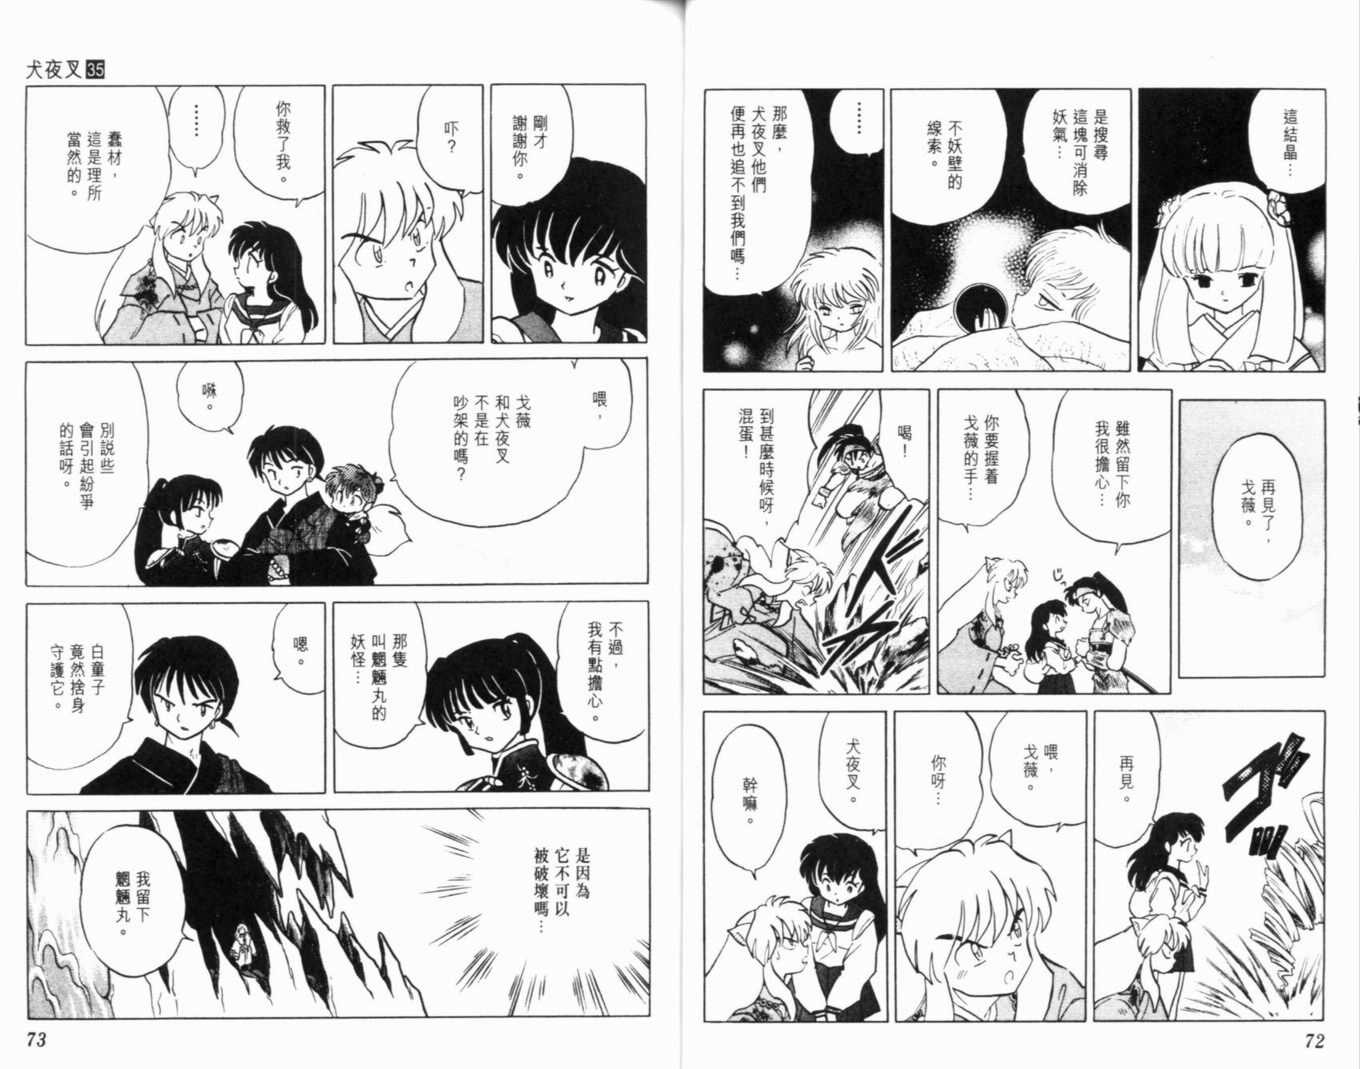 這結晶…
是搜尋
這塊可消除
妖氣…
不妖壁的
線索。
……
那麼，
犬夜叉他們
便再也追不到我們嗎…
再見了，
戈薇。
雖然留下你
我很擔心…
你要握着
戈薇的手…
じっ
喝！
到甚麼時候呀，
混蛋！
再見。
喂，
戈薇。
你呀…
犬夜叉。
幹嘛。
72
犬夜叉35
剛才
謝謝你。
吓？
你救了我。
……
蠢材，
這是理所
當然的。
喂，
戈薇
和犬夜叉
不是在
吵架的嗎？
噝。
別說些
會引起紛爭
的話呀。
不過，
我有點擔心。
那隻
叫魍魎丸的
妖怪…
嗯。
白童子
竟然捨身
守護它。
是因為
它不可以
被破壞嗎…
我留下
魍魎丸。
73